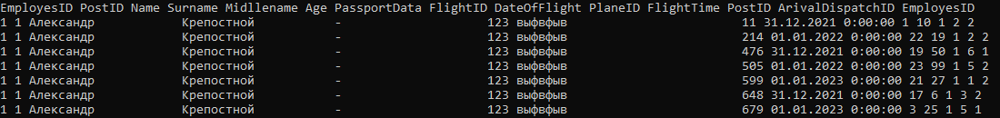 EmployesID PostID Name Surname Midllename Age PassportData FlightID DateOfFlight PlaneID FlightTime PostID ArivalDispatchID EmployesID
1 1 Александр Крепостной - 123 выфвфыв 11 31.12.2021 0:00:00 1 10 1 2 2
1 1 Александр Крепостной - 123 выфвфыв 214 01.01.2022 0:00:00 22 19 1 2 2
1 1 Александр Крепостной - 123 выфвфыв 476 31.12.2021 0:00:00 19 50 1 6 1
1 1 Александр Крепостной - 123 выфвфыв 505 01.01.2022 0:00:00 23 99 1 5 2
1 1 Александр Крепостной - 123 выфвфыв 599 01.01.2023 0:00:00 21 27 1 1 2
1 1 Александр Крепостной - 123 выфвфыв 648 31.12.2021 0:00:00 17 6 1 3 2
1 1 Александр Крепостной - 123 выфвфыв 679 01.01.2023 0:00:00 3 25 1 5 1